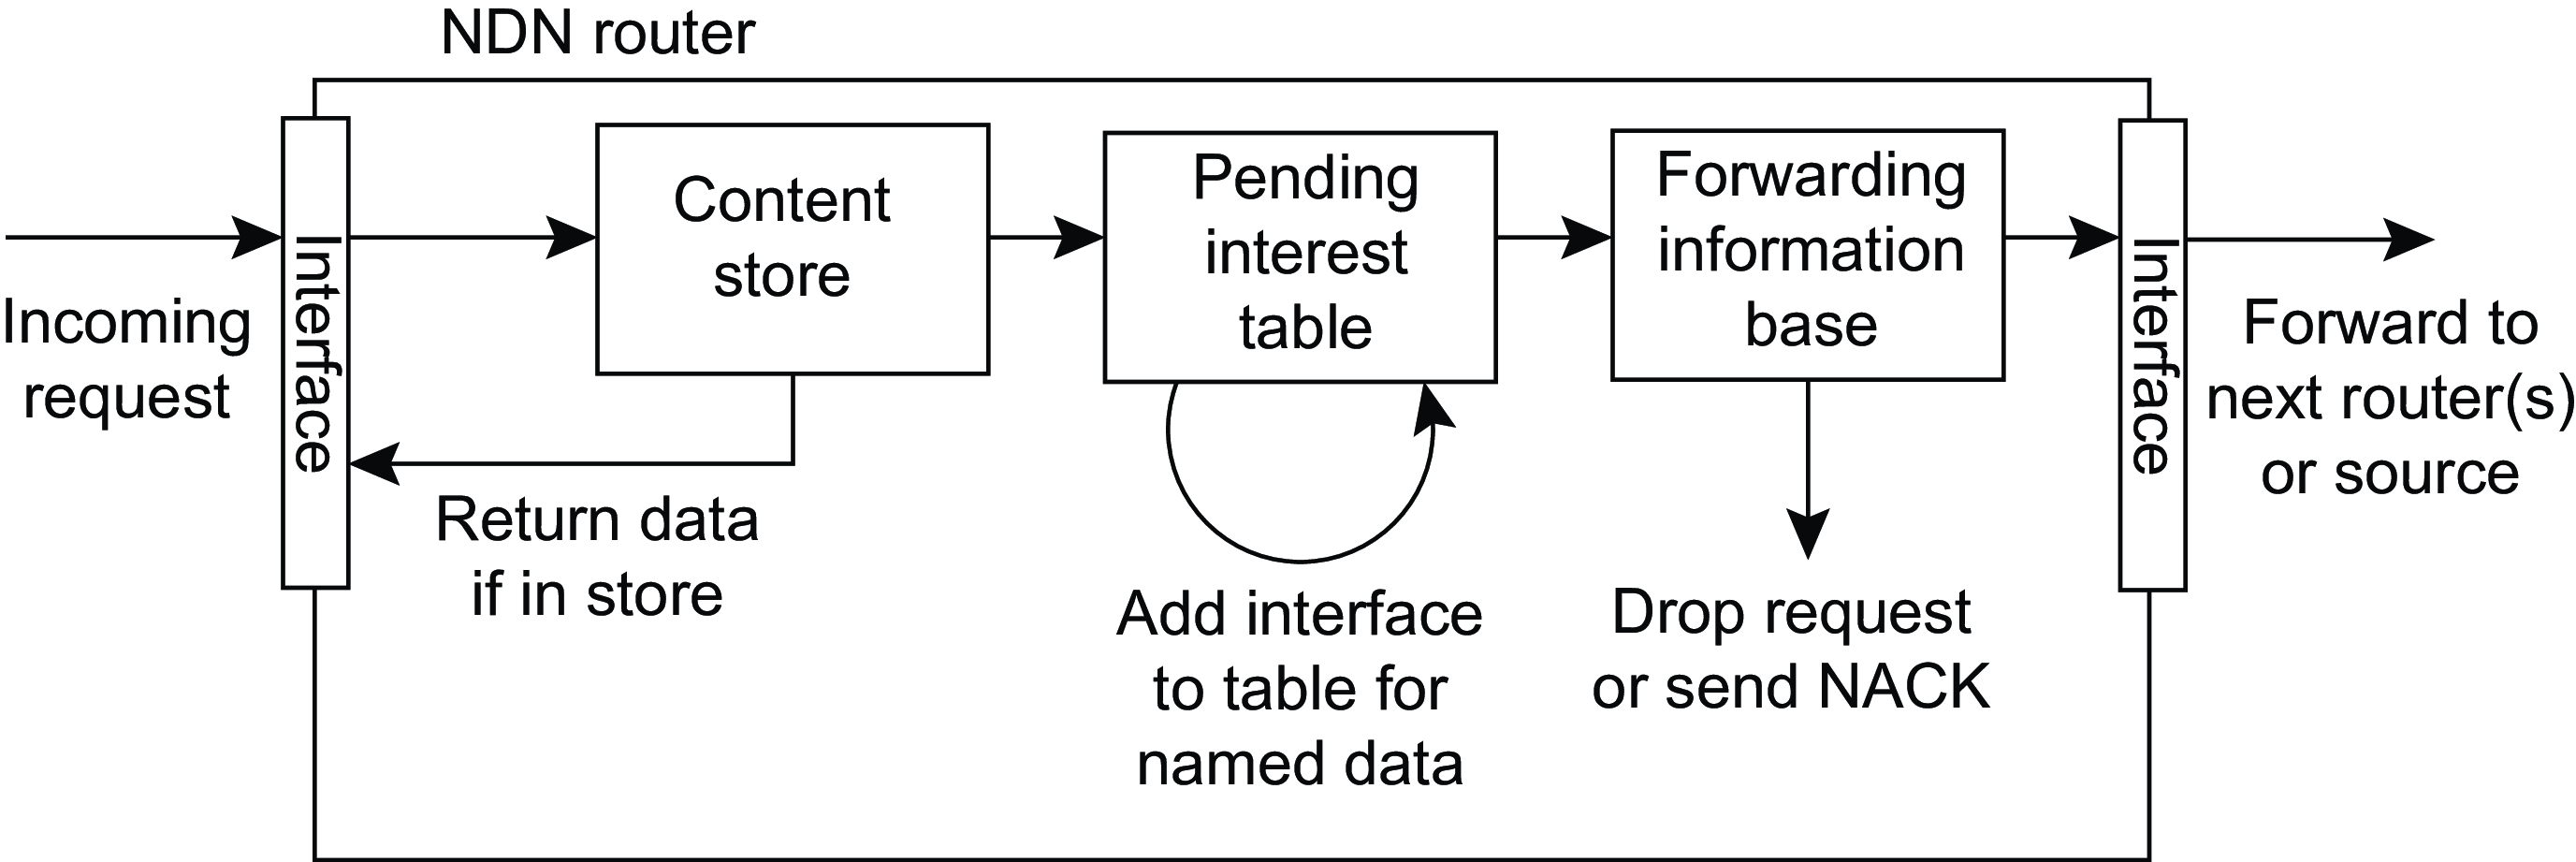 NDN router
Incoming
request
Interface
Content
store
Return data
if in store
Pending
interest
table
Add interface
to table for
named data
Forwarding
information
base
Drop request
or send NACK
Interface
Forward to
next router(s)
or source